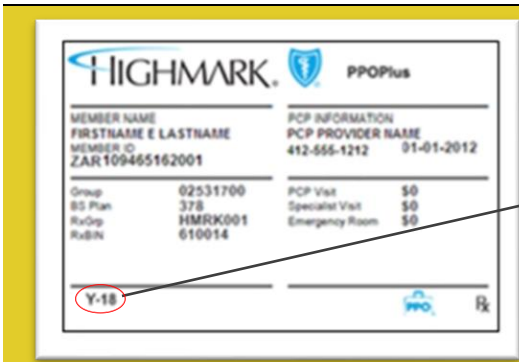 HIGHMARK. PPOPlus
MEMBER NAME
FIRSTNAME E LASTNAME
MEMBER ID
ZAR109465162001
PCP INFORMATION
PCP PROVIDER NAME
412-555-1212 01-01-2012
Group 02531700
BS Plan 378
RxGrp HMRK001
RxBIN 610014
PCP Visit $0
Specialist Visit $0
Emergency Room $0
Y-18
PPO Rx